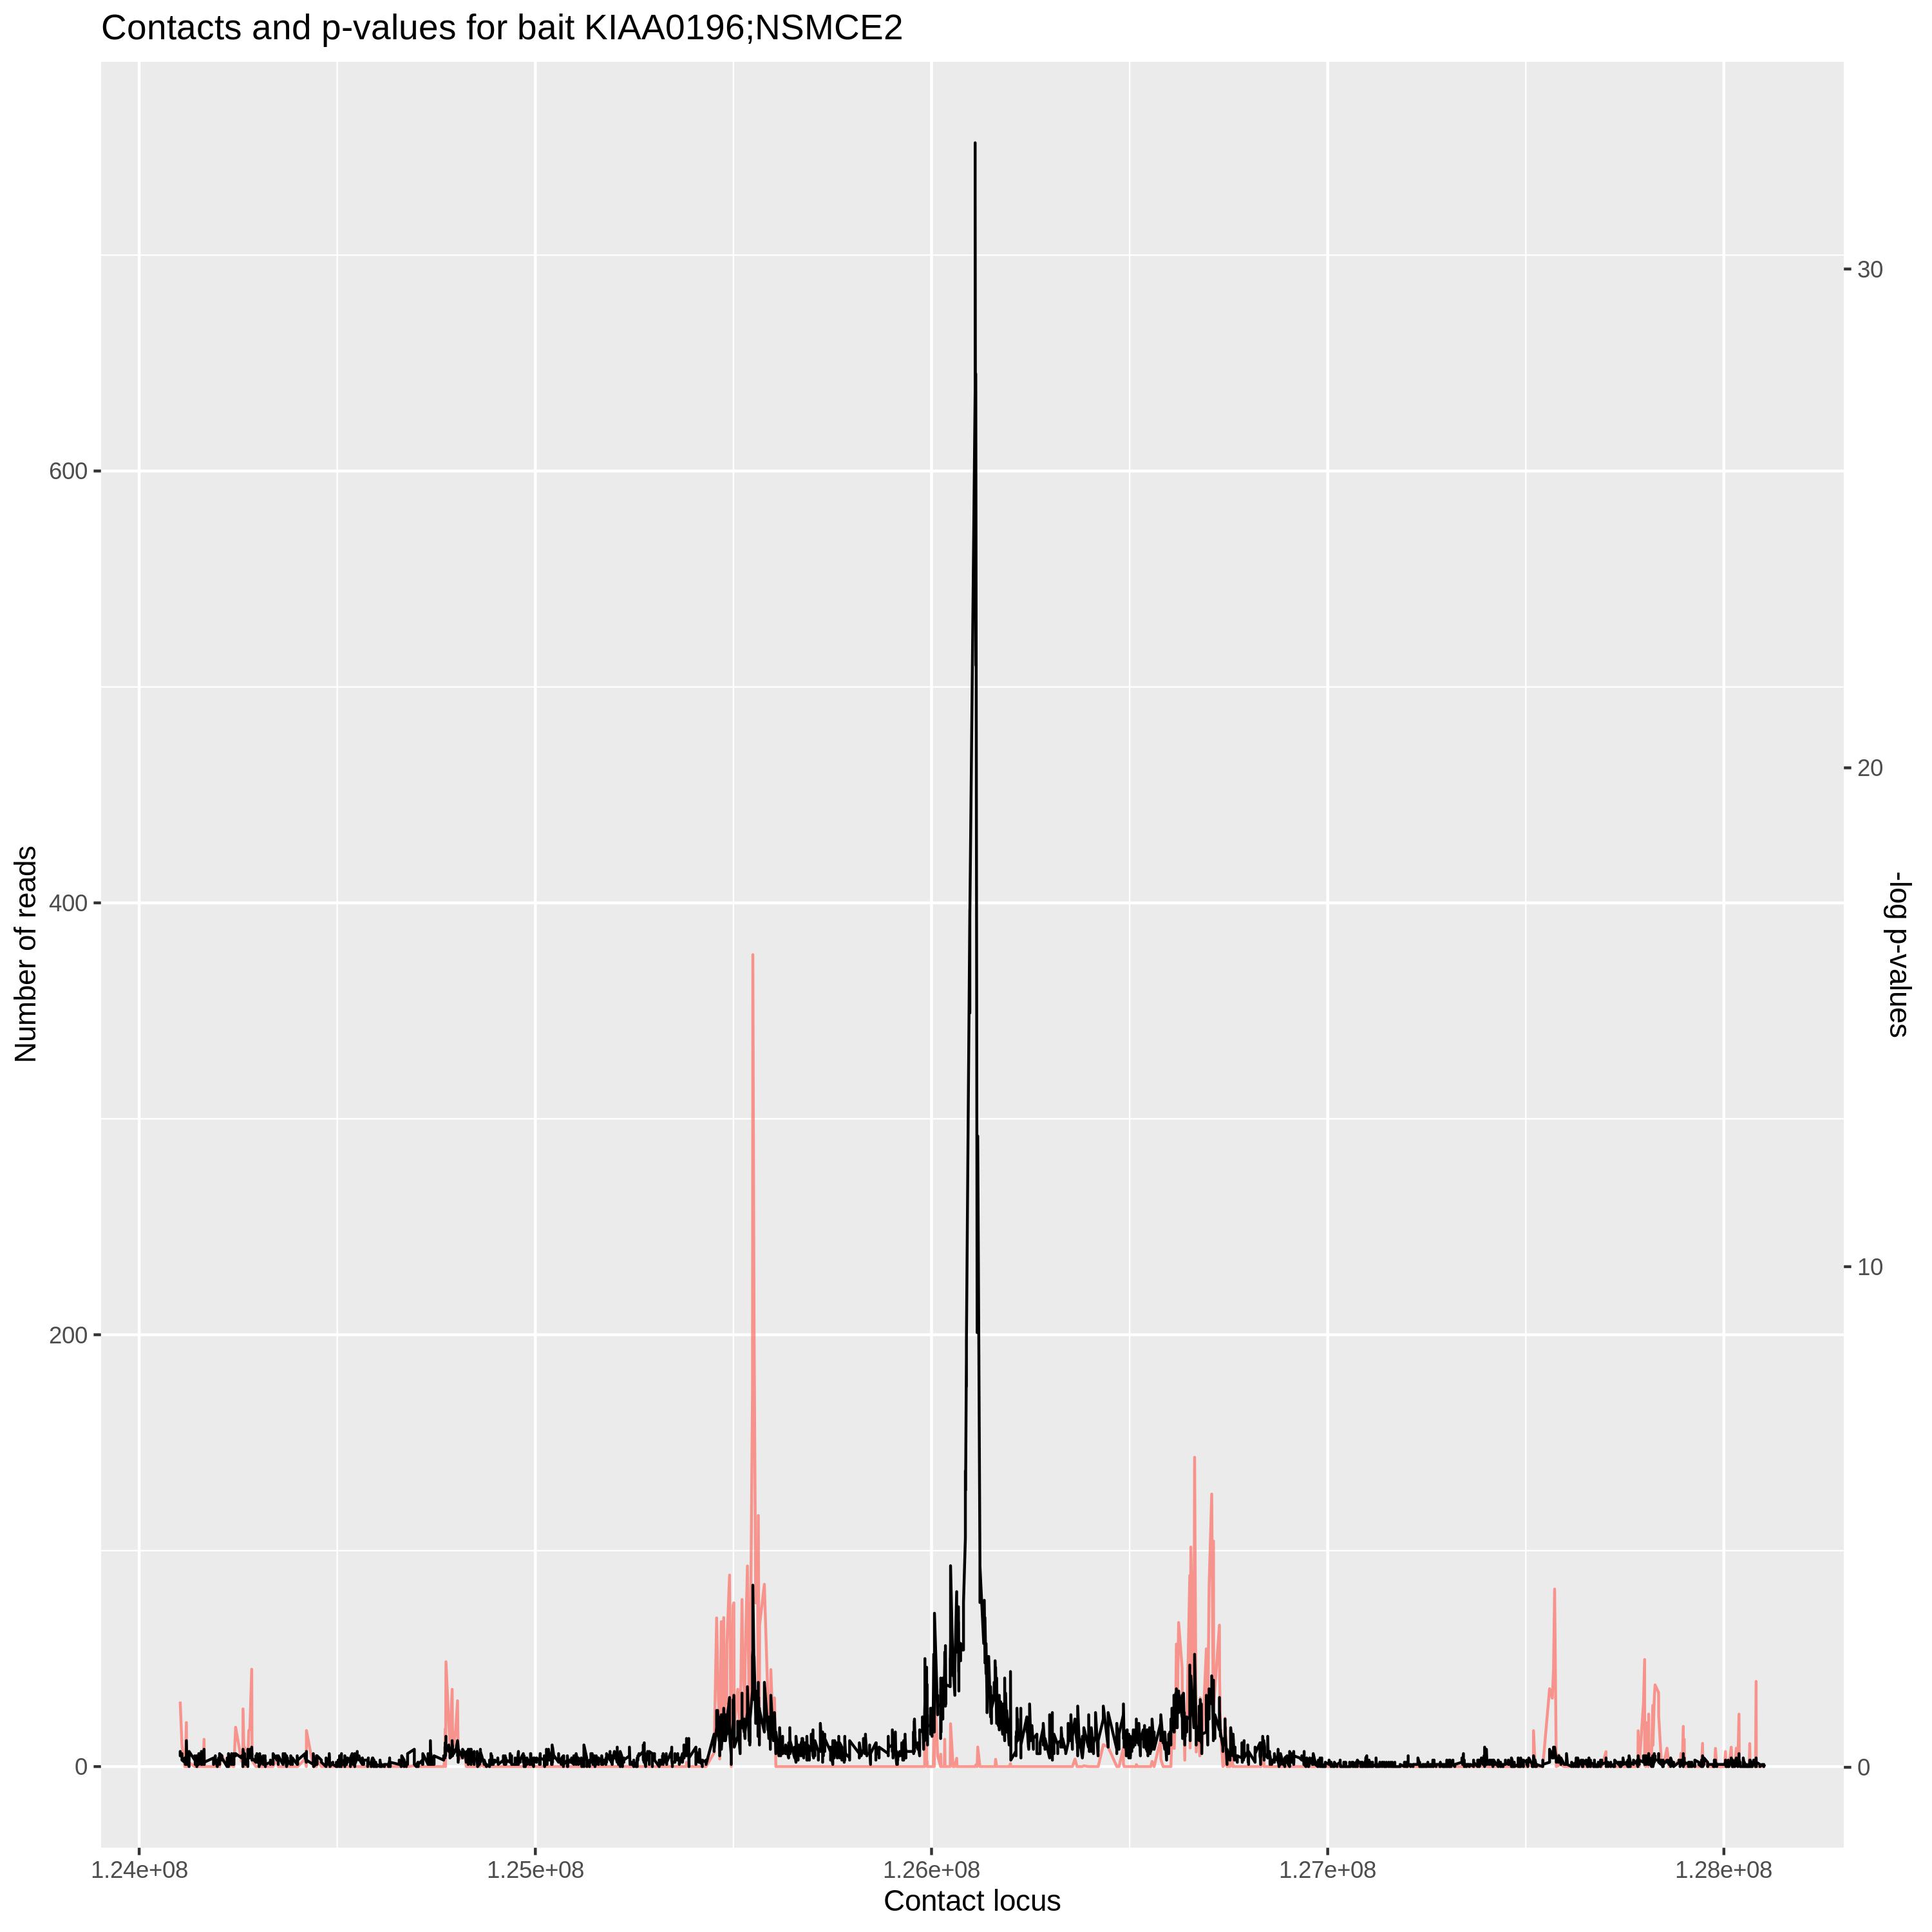 Contacts and p-values for bait KIAA0196;NSMCE2
Number of reads
600
400
200
0
30
20
10
0
-log p-values
1.24e+08
1.25e+08
1.26e+08
1.27e+08
1.28e+08
Contact locus